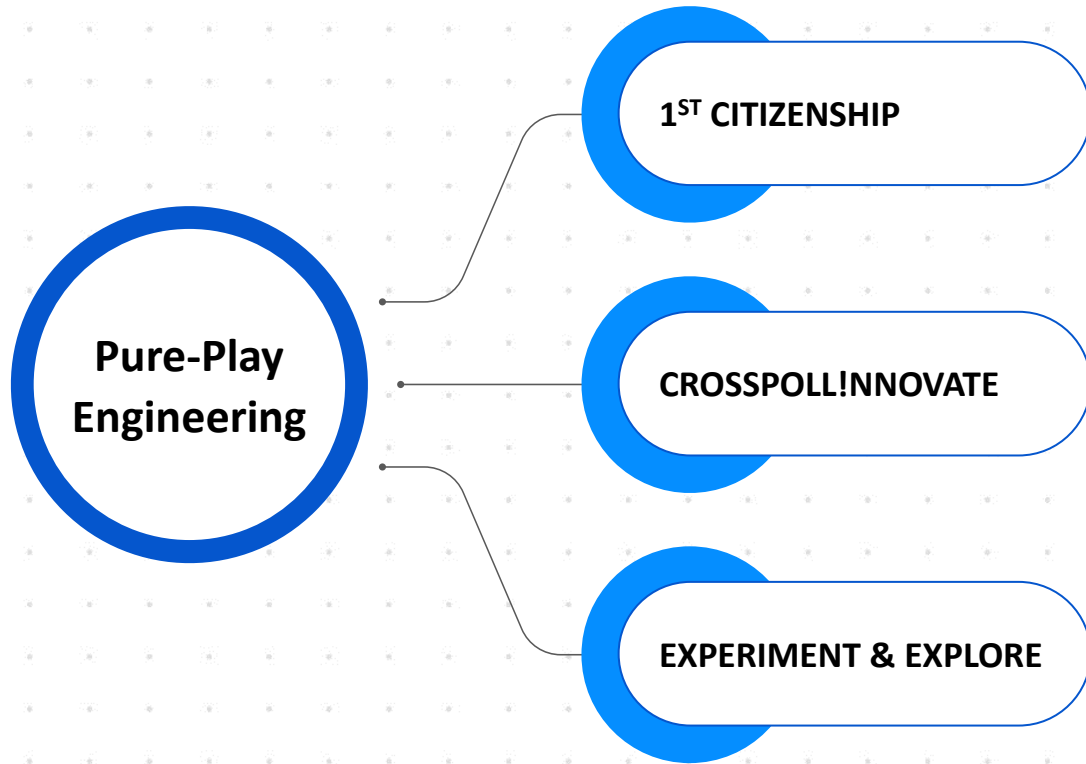 1ST CITIZENSHIP
Pure-Play
Engineering
CROSSPOLL!NNOVATE
EXPERIMENT & EXPLORE